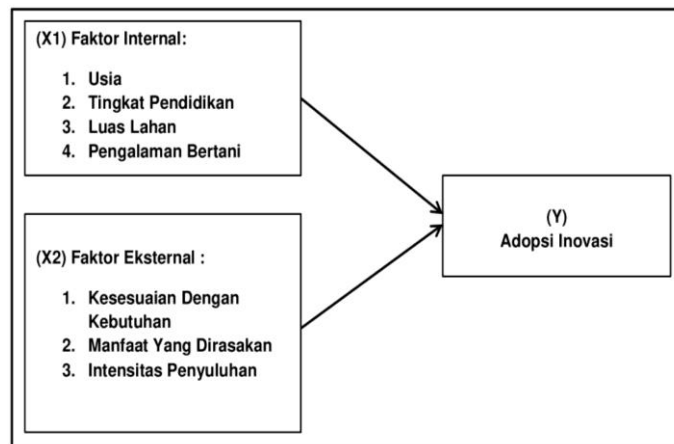 (X1) Faktor Internal:
1. Usia
2. Tingkat Pendidikan
3. Luas Lahan
4. Pengalaman Bertani
(X2) Faktor Eksternal :
1. Kesesuaian Dengan
Kebutuhan
2. Manfaat Yang Dirasakan
3. Intensitas Penyuluhan
(Y)
Adopsi Inovasi